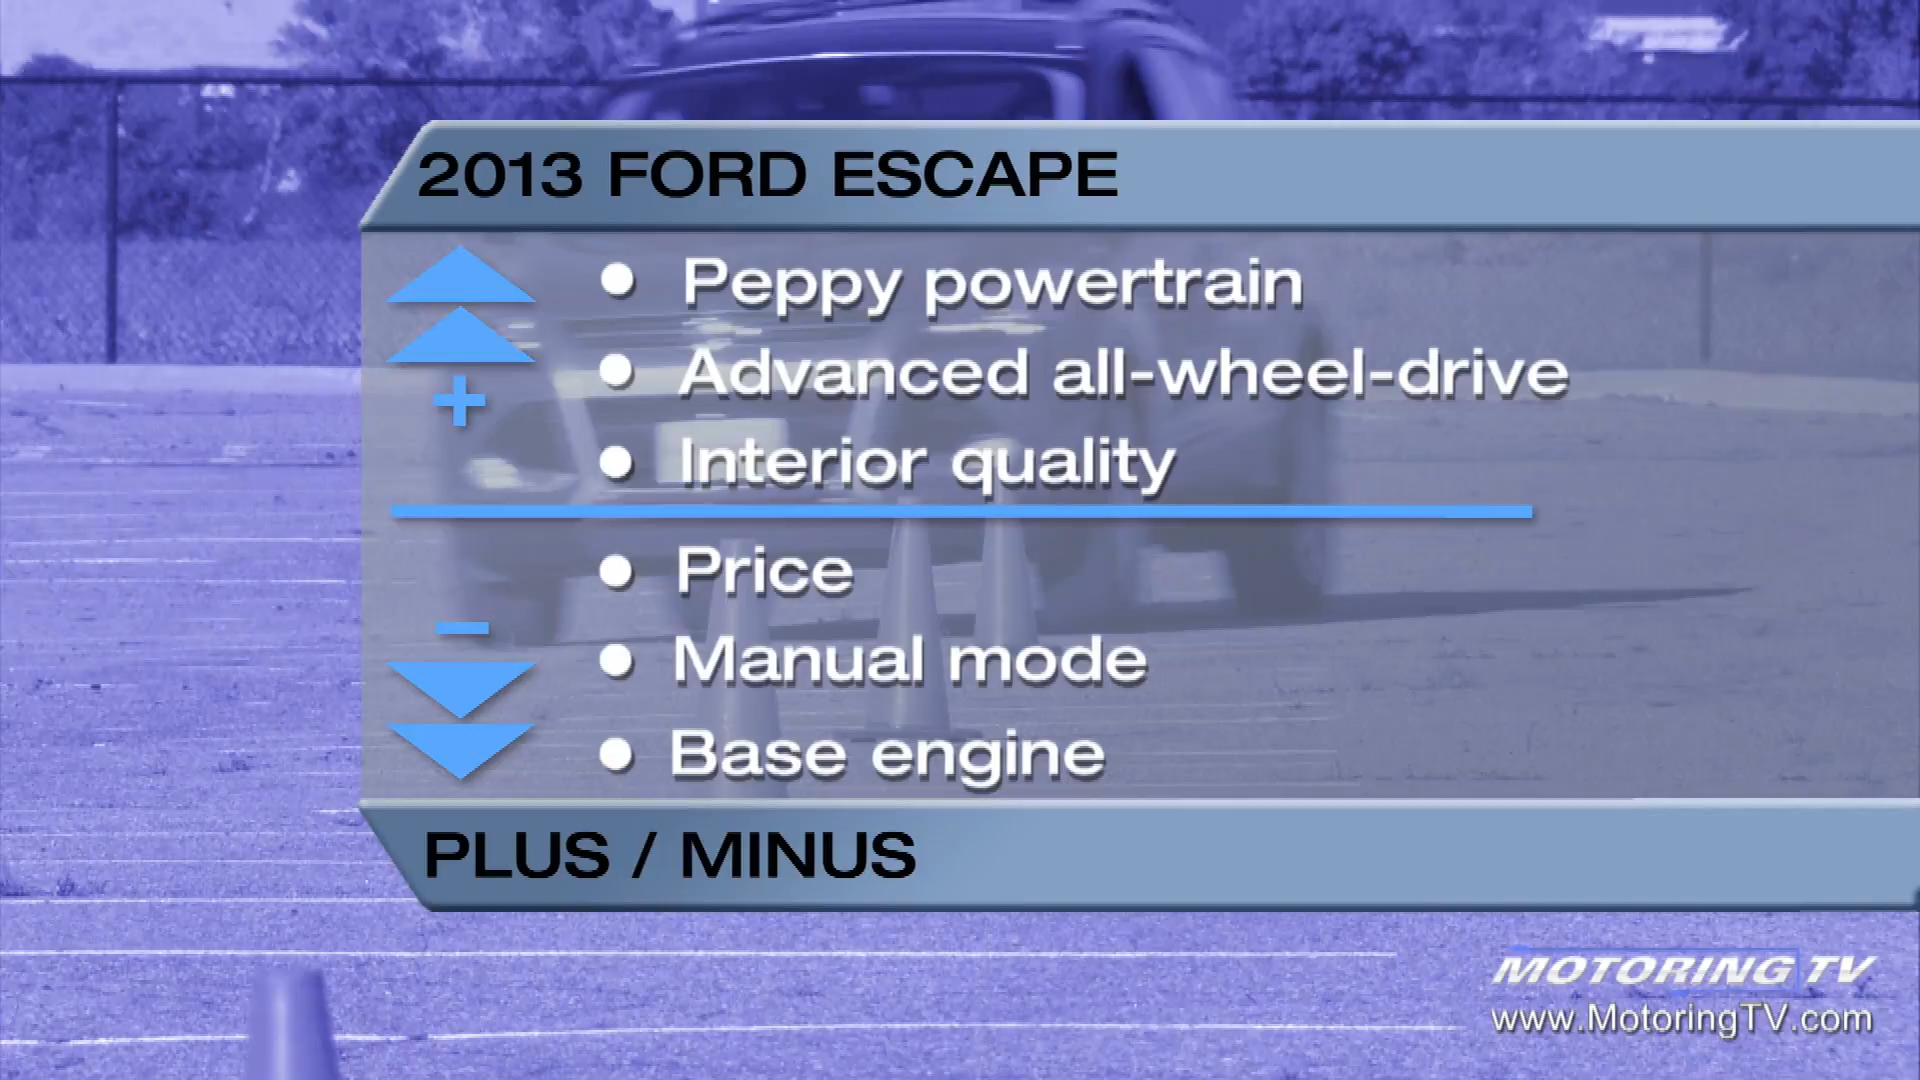 2013 FORD ESCAPE
• Peppy powertrain
• Advanced all-wheel-drive
+
• Interior quality
• Price
−
• Manual mode
• Base engine
PLUS / MINUS
MOTORING TV
www.MotoringTV.com